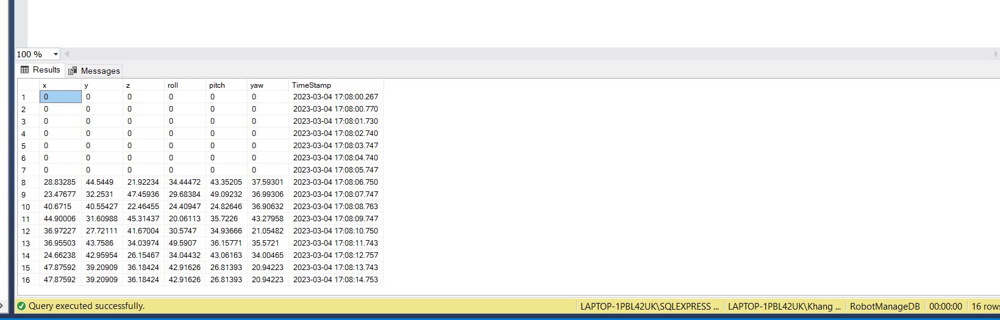 100 %
Results Messages
x y z roll pitch yaw TimeStamp
1 0 0 0 0 0 0 2023-03-04 17:08:00.267
2 0 0 0 0 0 0 2023-03-04 17:08:00.770
3 0 0 0 0 0 0 2023-03-04 17:08:01.730
4 0 0 0 0 0 0 2023-03-04 17:08:02.740
5 0 0 0 0 0 0 2023-03-04 17:08:03.747
6 0 0 0 0 0 0 2023-03-04 17:08:04.740
7 0 0 0 0 0 0 2023-03-04 17:08:05.747
8 28.83285 44.5449 21.92234 34.44472 43.35205 37.59301 2023-03-04 17:08:06.750
9 23.47677 32.2531 47.45936 29.68384 49.09232 36.99306 2023-03-04 17:08:07.747
10 40.6715 40.55427 22.46455 24.40947 24.82646 36.90632 2023-03-04 17:08:08.763
11 44.90006 31.60988 45.31437 20.06113 35.7226 43.27958 2023-03-04 17:08:09.747
12 36.97227 27.72111 41.67004 30.5747 34.93666 21.05482 2023-03-04 17:08:10.750
13 36.95503 43.7586 34.03974 49.5907 36.15771 35.5721 2023-03-04 17:08:11.743
14 24.66238 42.95954 26.15467 34.04432 43.06163 34.00465 2023-03-04 17:08:12.757
15 47.87592 39.20909 36.18424 42.91626 26.81393 20.94223 2023-03-04 17:08:13.743
16 47.87592 39.20909 36.18424 42.91626 26.81393 20.94223 2023-03-04 17:08:14.753
Query executed successfully. LAPTOP-1PBL42UK\SQLEXPRESS ... LAPTOP-1PBL42UK\Khang ... RobotManageDB 00:00:00 16 rows